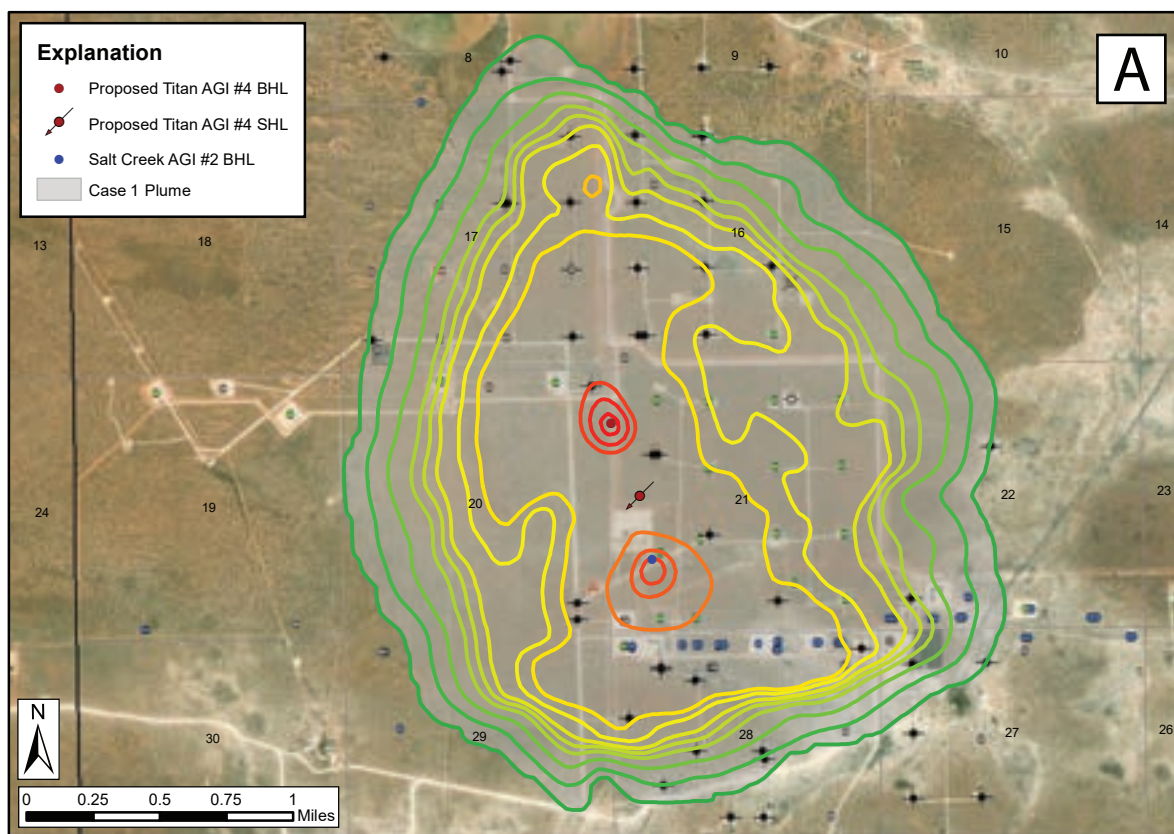 Explanation
Proposed Titan AGI #4 BHL
Proposed Titan AGI #4 SHL
Salt Creek AGI #2 BHL
Case 1 Plume
A
8
9
10
13
18
17
16
15
14
24
19
20
21
22
23
30
29
28
27
26
N
0 0.25 0.5 0.75 1
Miles